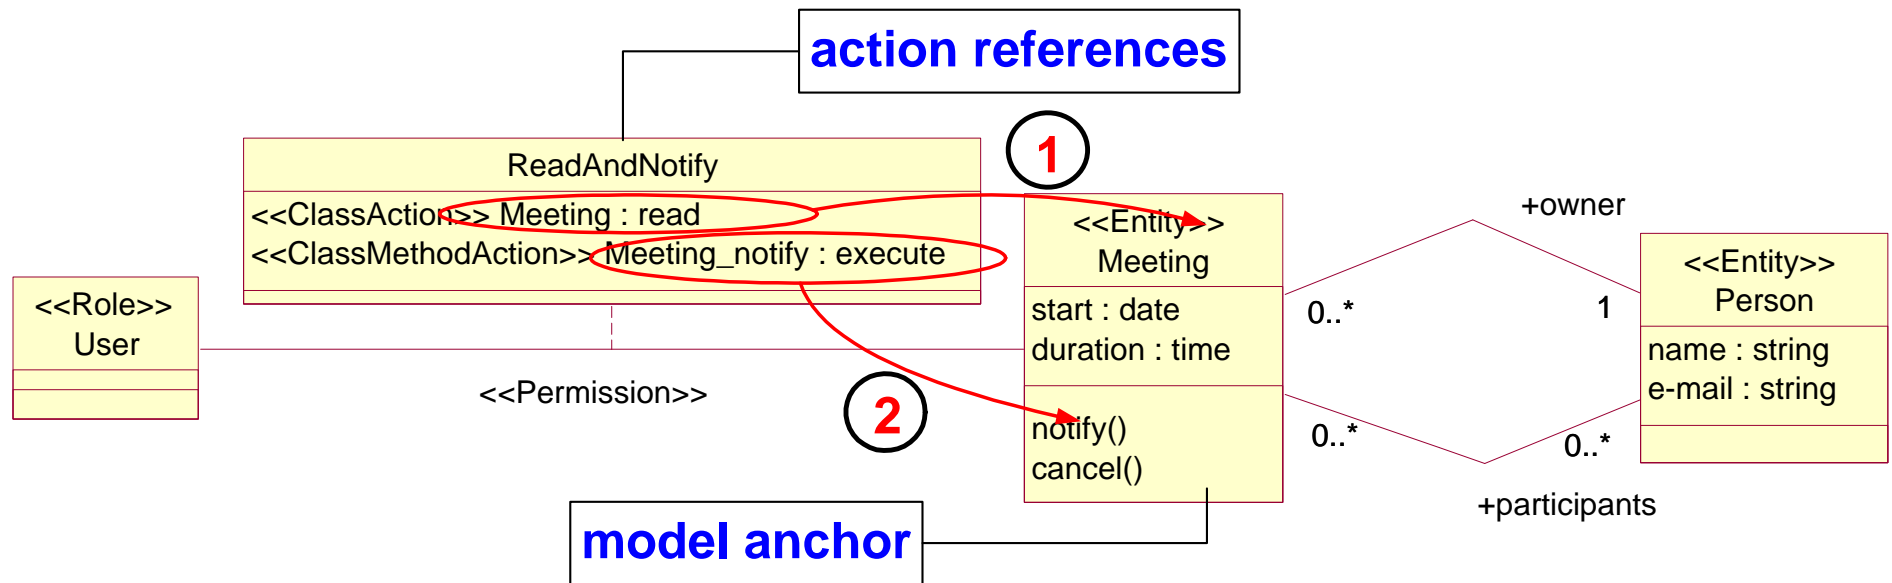 action references
1
ReadAndNotify
<<ClassAction>> Meeting : read
<<ClassMethodAction>> Meeting_notify : execute
<<Role>>
User
<<Permission>>
<<Entity>>
Meeting
start : date
duration : time
notify()
cancel()
2
+owner
0..*
1
<<Entity>>
Person
name : string
e-mail : string
0..*
0..*
+participants
model anchor